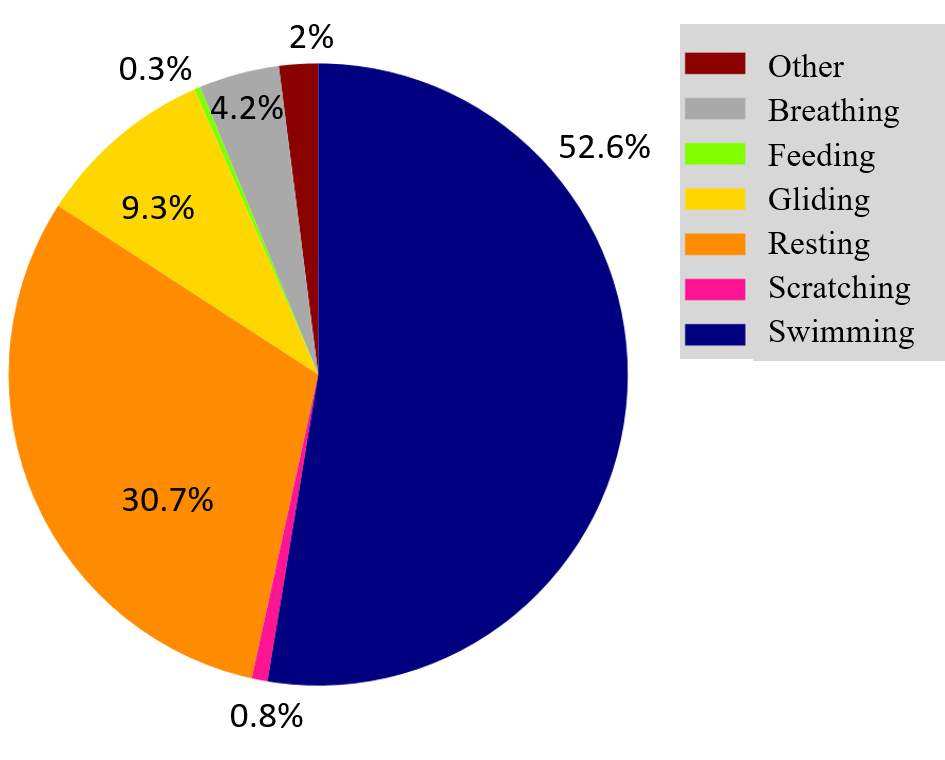 2%
0.3%
4.2%
52.6%
9.3%
30.7%
0.8%
Other
Breathing
Feeding
Gliding
Resting
Scratching
Swimming